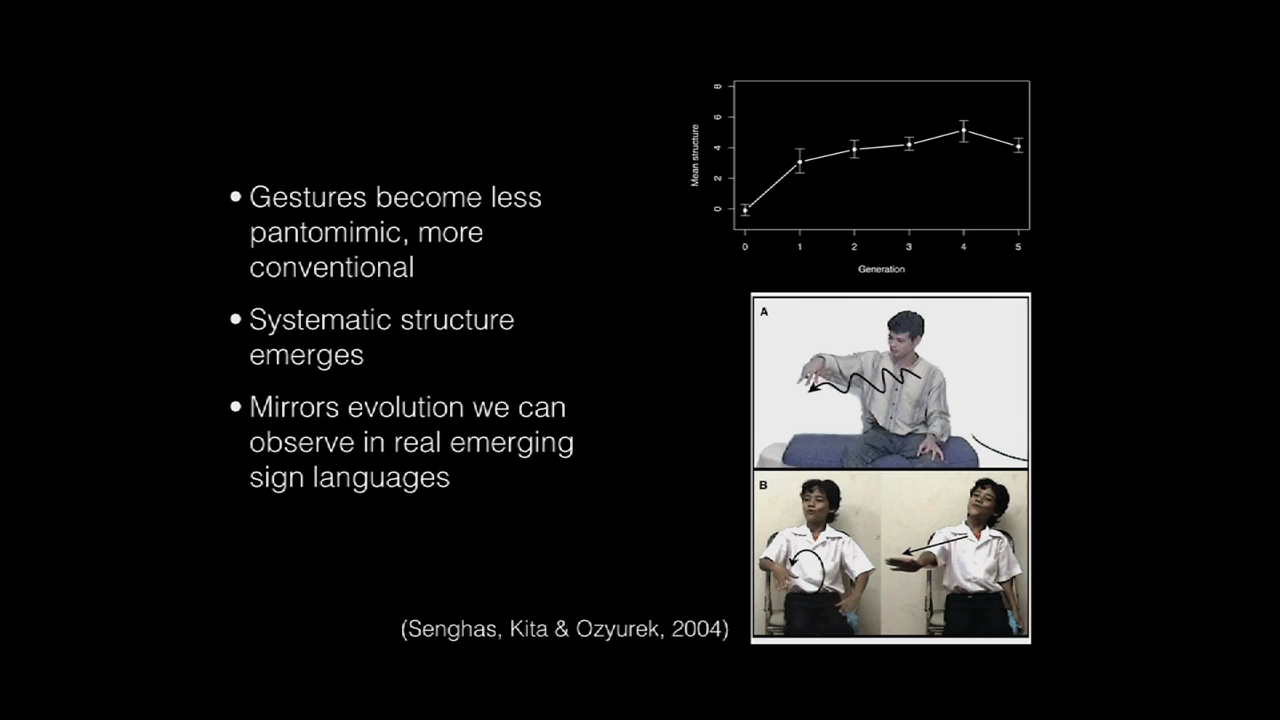 • Gestures become less
pantomimic, more
conventional
• Systematic structure
emerges
• Mirrors evolution we can
observe in real emerging
sign languages
(Senghas, Kita & Ozyurek, 2004)
Mean structure
8
6
4
2
0
0 1 2 3 4 5
Generation
A
B